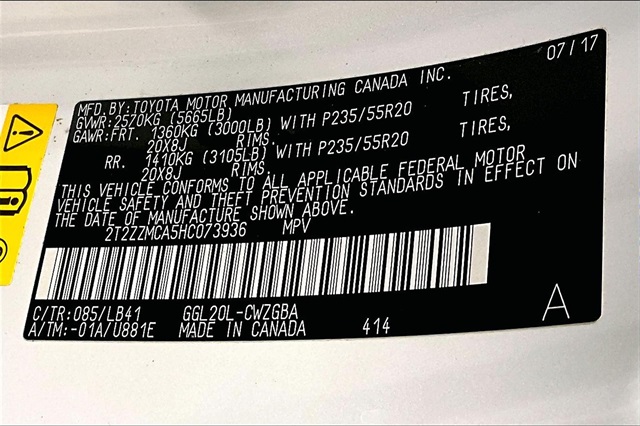 07/17
MFD.BY:TOYOTA MOTOR MANUFACTURING CANADA INC.
GVWR:2570KG (5665LB)
GAWR:FRT. 1360KG (3000LB) WITH P235/55R20 TIRES,
20X8J RIMS.
RR. 1410KG (3105LB) WITH P235/55R20 TIRES,
20X8J RIMS.
THIS VEHICLE CONFORMS TO ALL APPLICABLE FEDERAL MOTOR
VEHICLE SAFETY AND THEFT PREVENTION STANDARDS IN EFFECT ON
THE DATE OF MANUFACTURE SHOWN ABOVE.
2T2ZZMCA5HC073936 MPV
C/TR:085/LB41 GGL20L-CWZGBA
A/TM:-01A/U881E MADE IN CANADA 414
A